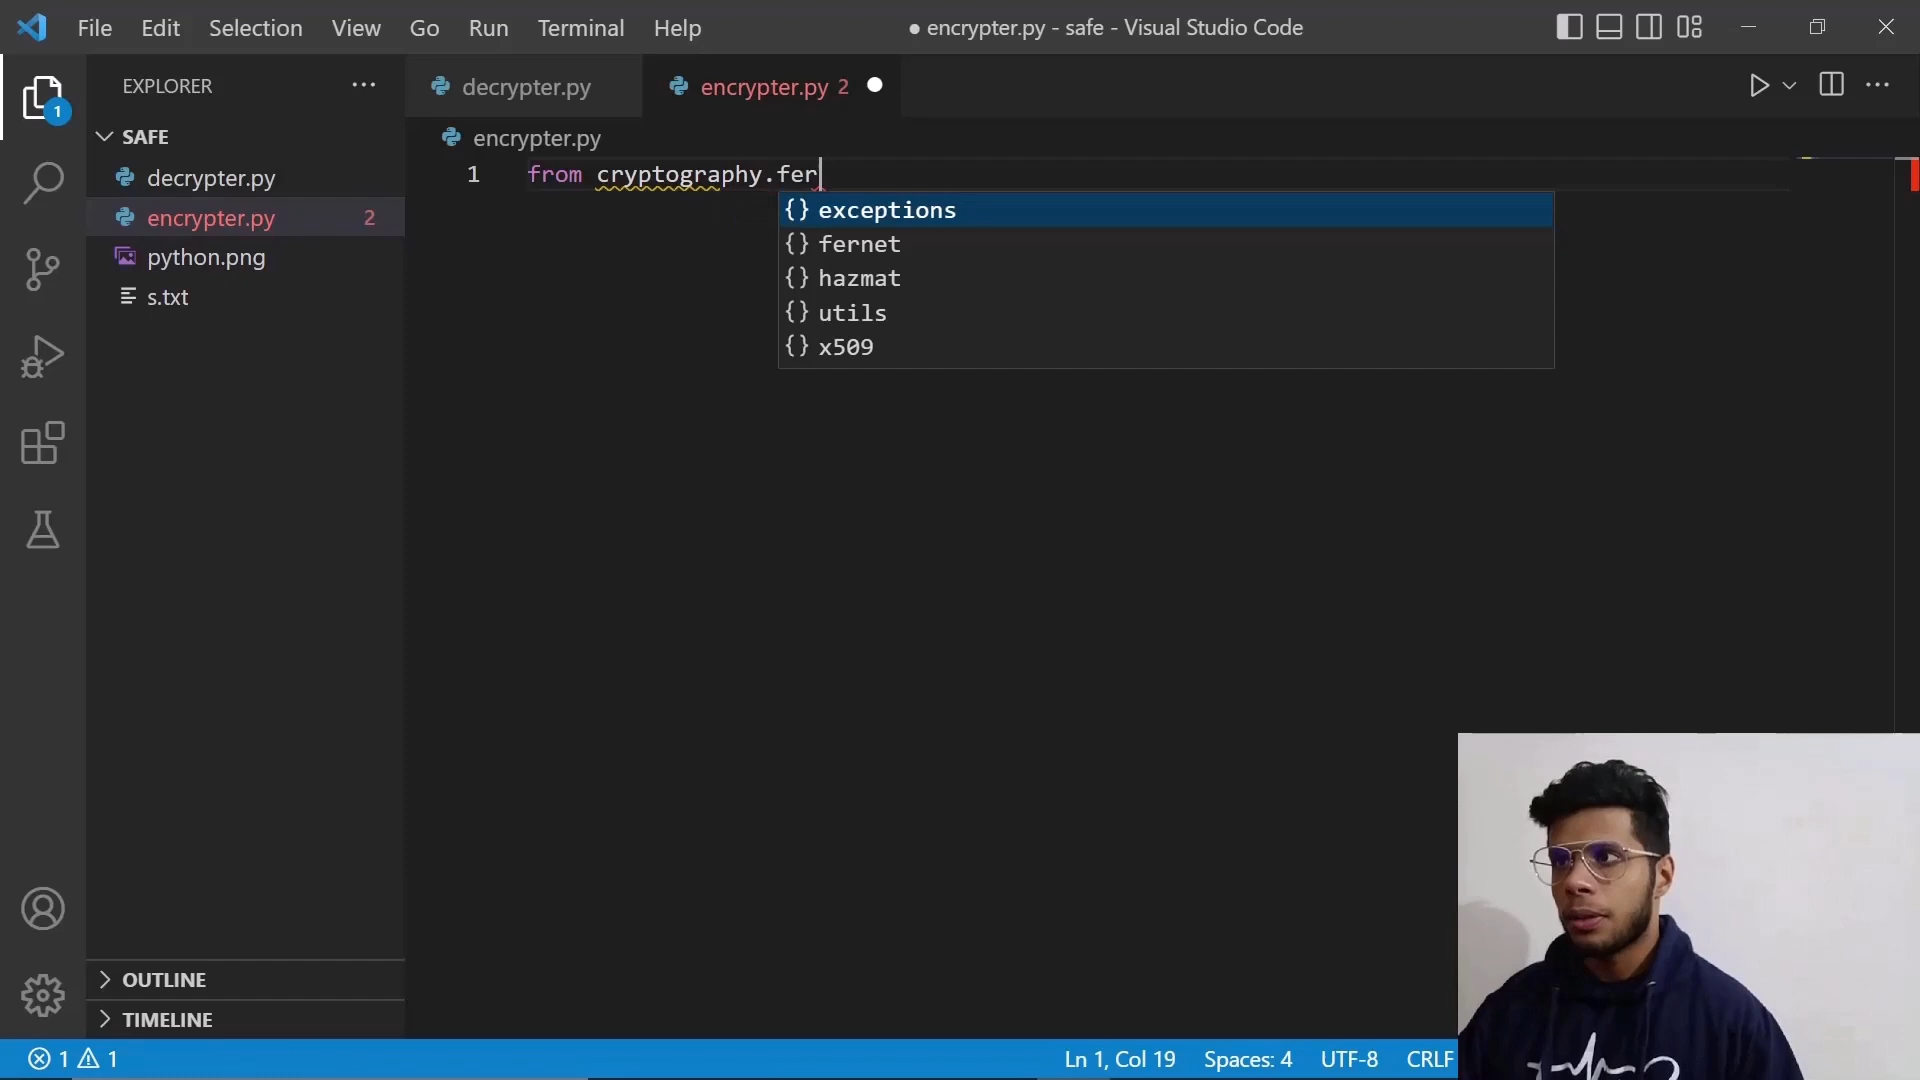 File Edit Selection View Go Run Terminal Help
● encrypter.py - safe - Visual Studio Code
EXPLORER
decrypter.py
encrypter.py 2
1
SAFE
decrypter.py
encrypter.py 2
python.png
s.txt
encrypter.py
1 from cryptography.fer
{} exceptions
{} fernet
{} hazmat
{} utils
{} x509
OUTLINE
TIMELINE
1 1
Ln 1, Col 19 Spaces: 4 UTF-8 CRLF